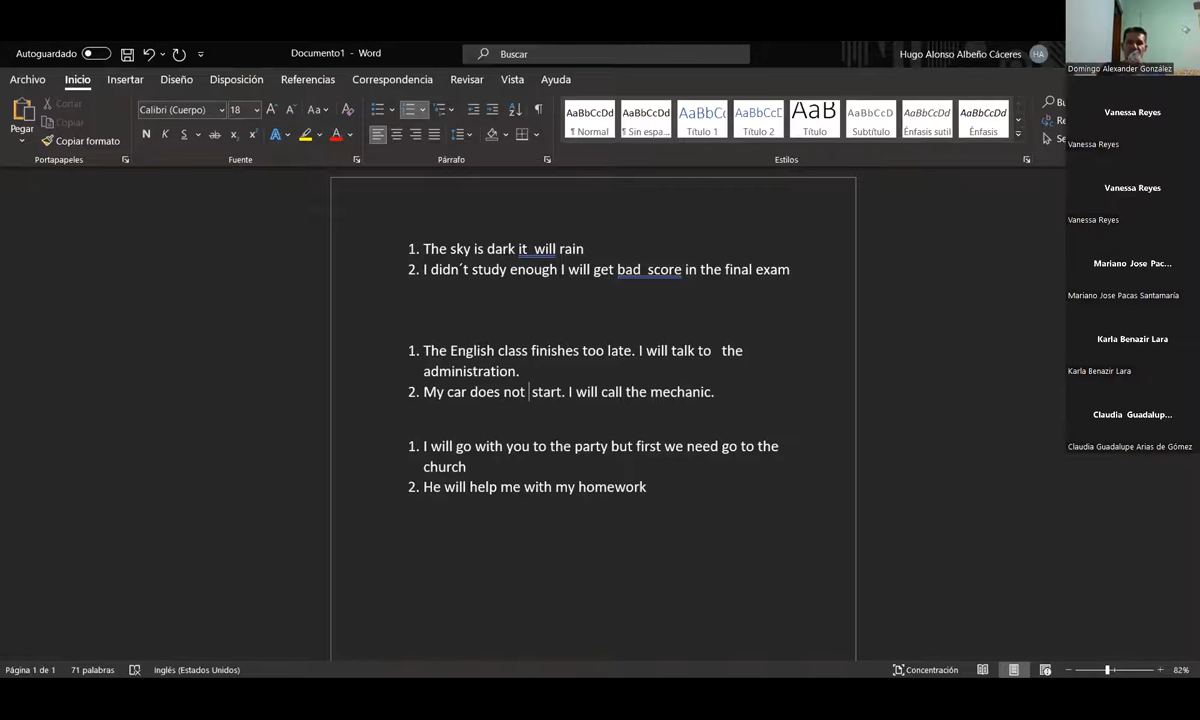 Autoguardado
Documento1 - Word
Buscar
Hugo Alonso Albeño Cáceres
HA
Archivo Inicio Insertar Diseño Disposición Referencias Correspondencia Revisar Vista Ayuda
Pegar
Cortar
Copiar
Copiar formato
Portapapeles
Calibri (Cuerpo) 18
Aa
N K S ab x x A A
Fuente
Párrafo
AaBbCcDd AaBbCcDd AaBbCc AaBbCcC AaB AaBbCcD AaBbCcDd AaBbCcDd
¶ Normal ¶ Sin espa... Título 1 Título 2 Título Subtítulo Énfasis sutil Énfasis
Estilos
Bu
Re
Se
1. The sky is dark it will rain
2. I didn´t study enough I will get bad score in the final exam
1. The English class finishes too late. I will talk to the
administration.
2. My car does not start. I will call the mechanic.
1. I will go with you to the party but first we need go to the
church
2. He will help me with my homework
Página 1 de 1 71 palabras Inglés (Estados Unidos)
Concentración
82%
Domingo Alexander González
Vanessa Reyes
Vanessa Reyes
Vanessa Reyes
Vanessa Reyes
Mariano Jose Pac...
Mariano Jose Pacas Santamaría
Karla Benazir Lara
Karla Benazir Lara
Claudia Guadalup...
Claudia Guadalupe Arias de Gómez